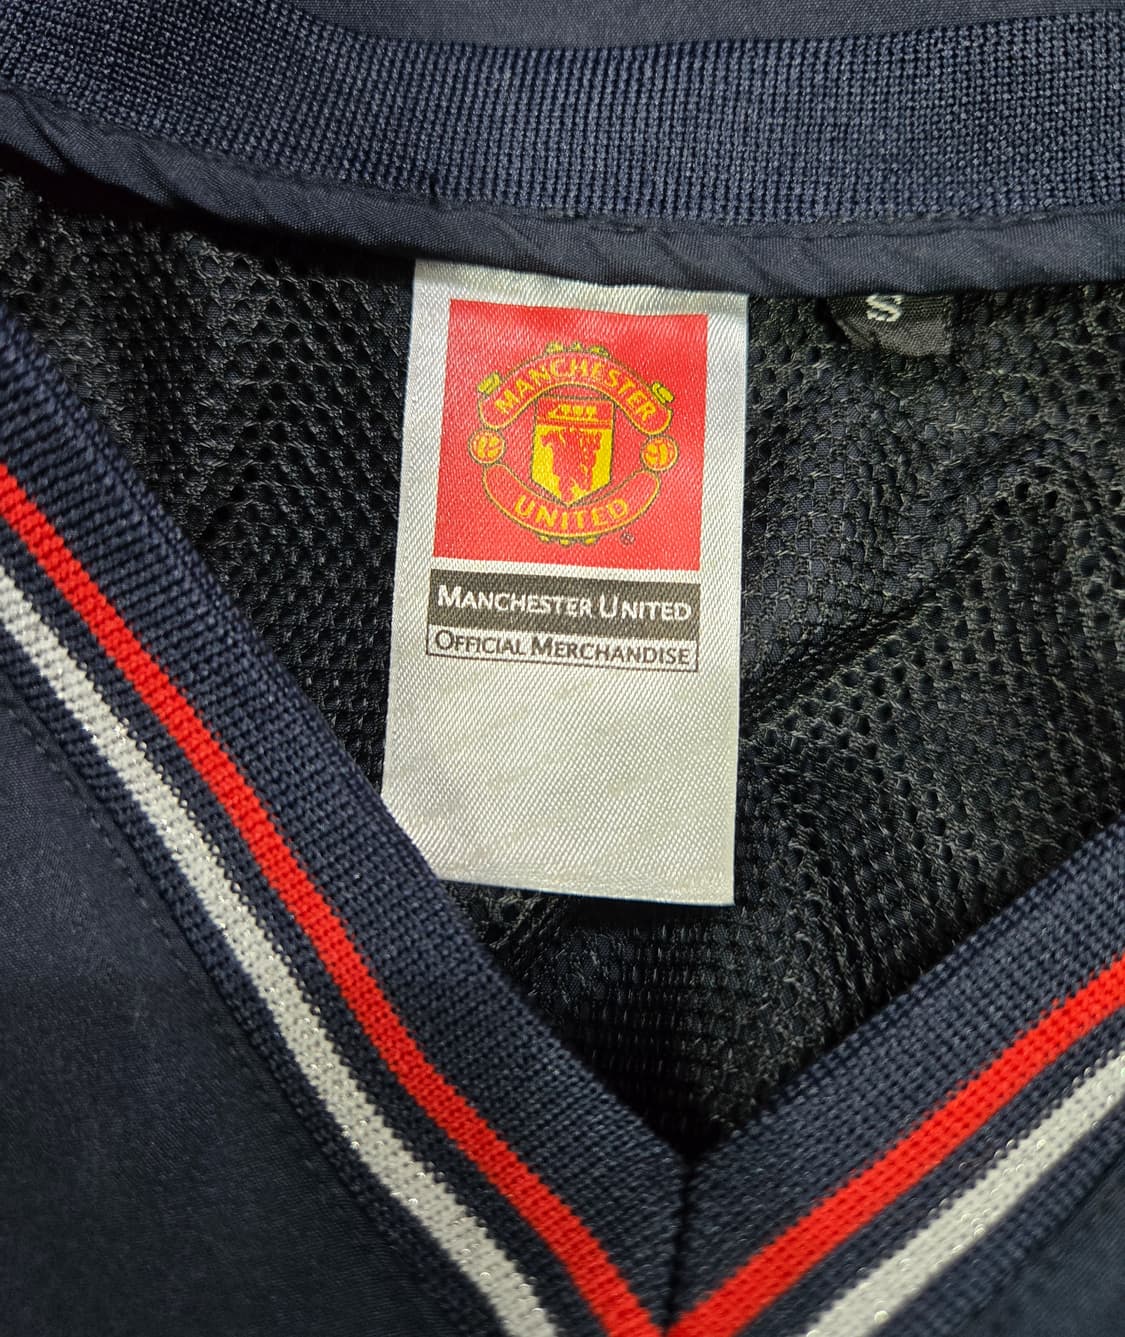 S
MANCHESTER
UNITED
®
MANCHESTER UNITED
OFFICIAL MERCHANDISE